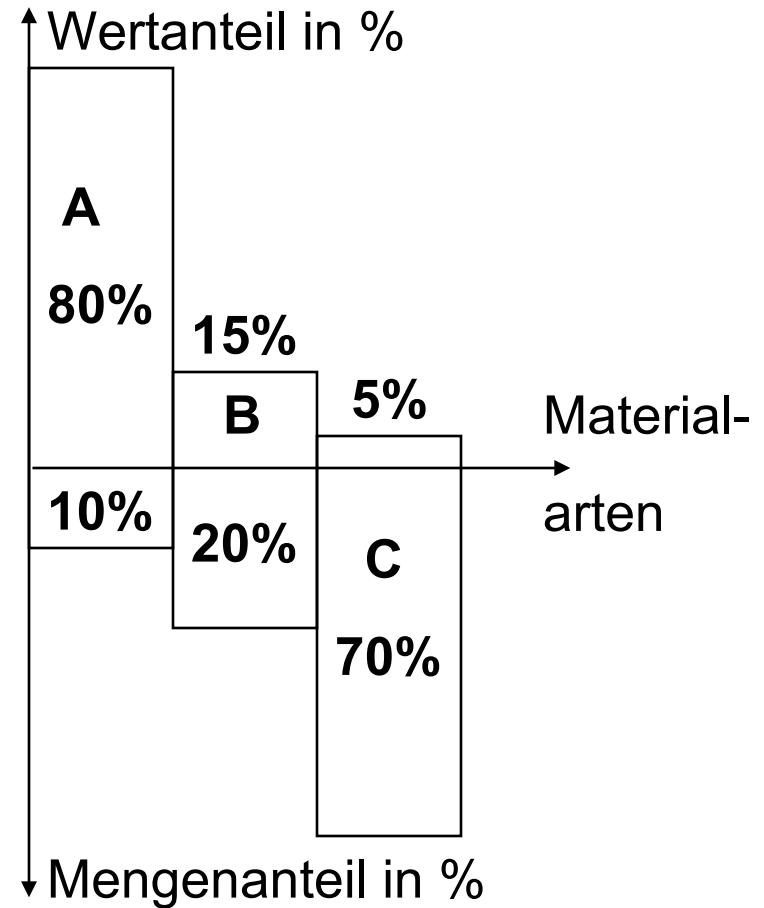 Wertanteil in %
A
80%
15%
B
5%
Material-
arten
10%
20%
C
70%
Mengenanteil in %